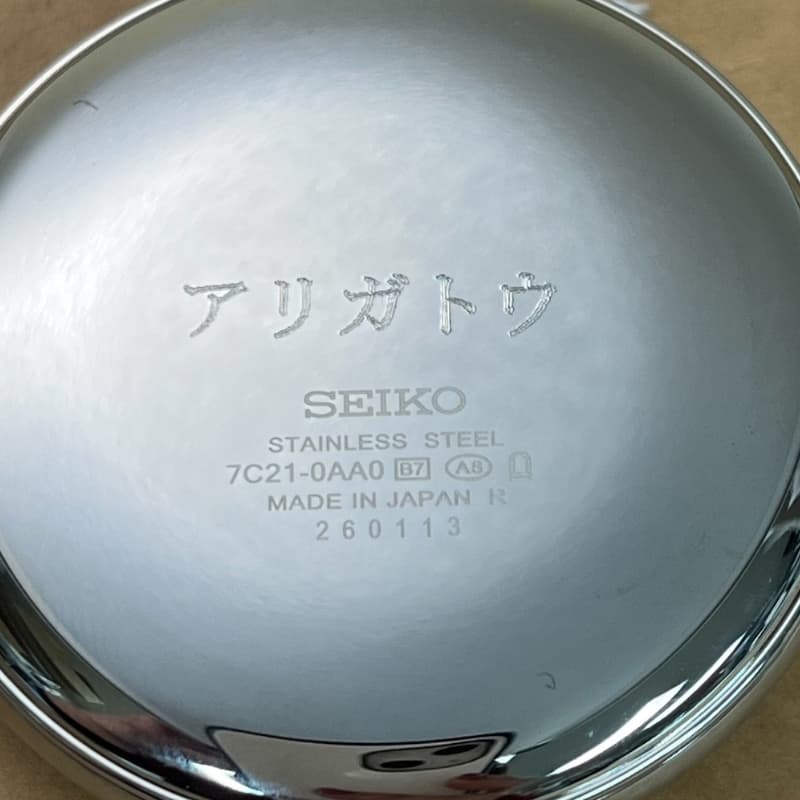 アリガトウ
SEIKO
STAINLESS STEEL
7C21-0AA0 B7 A8
MADE IN JAPAN R
260113